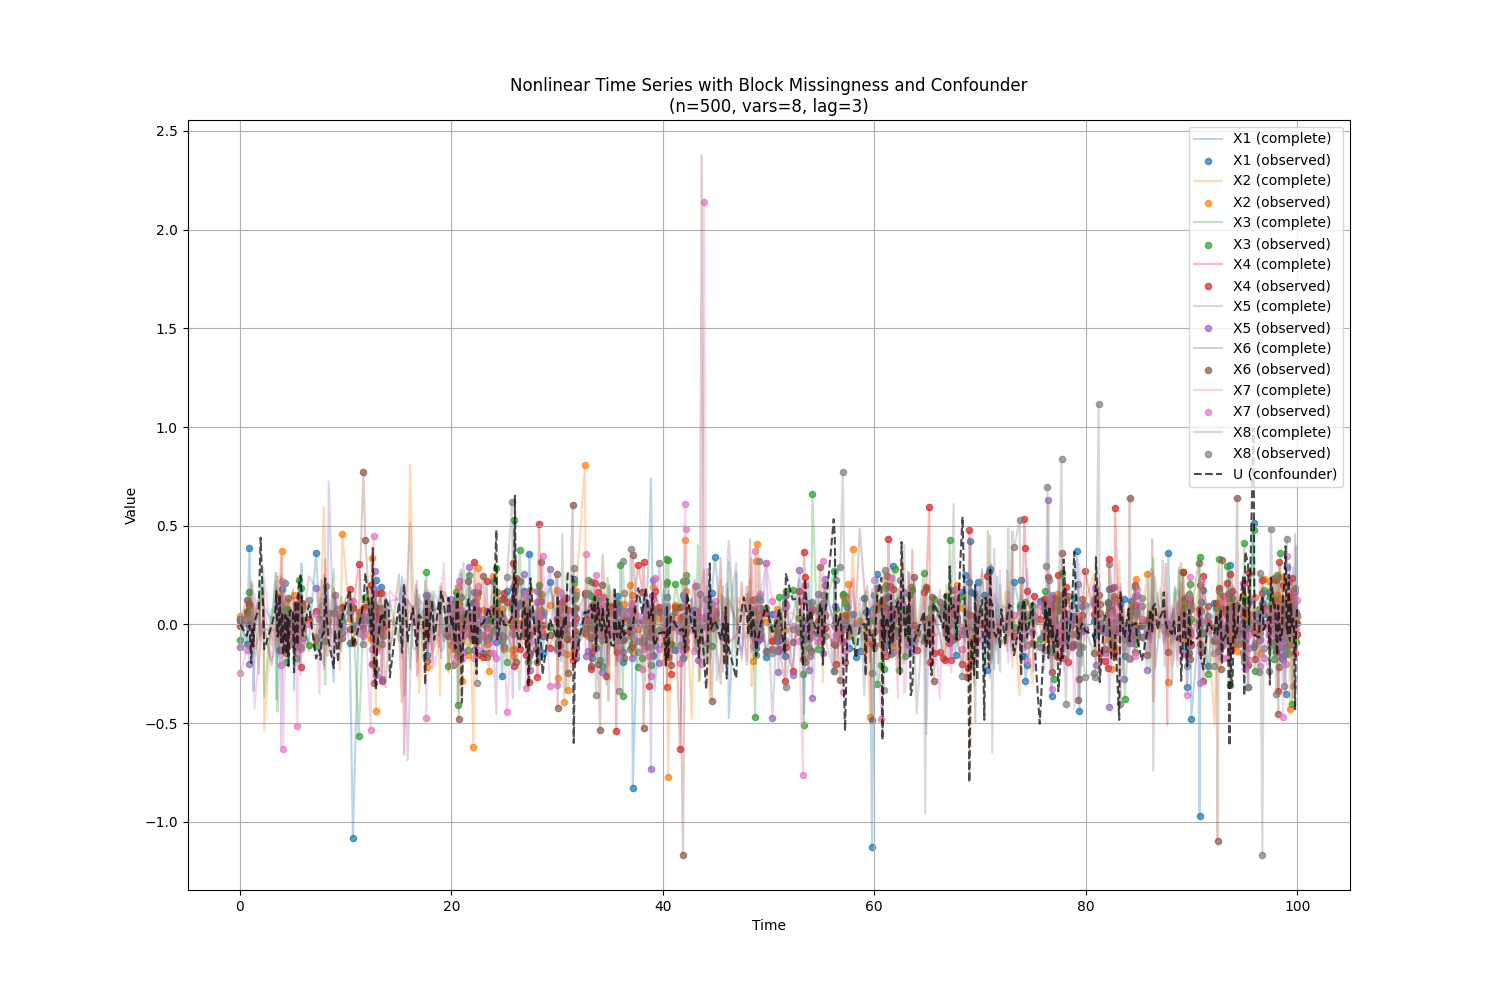 Nonlinear Time Series with Block Missingness and Confounder
(n=500, vars=8, lag=3)
2.5
2.0
1.5
1.0
0.5
0.0
−0.5
−1.0
Value
0 20 40 60 80 100
Time
X1 (complete)
X1 (observed)
X2 (complete)
X2 (observed)
X3 (complete)
X3 (observed)
X4 (complete)
X4 (observed)
X5 (complete)
X5 (observed)
X6 (complete)
X6 (observed)
X7 (complete)
X7 (observed)
X8 (complete)
X8 (observed)
U (confounder)